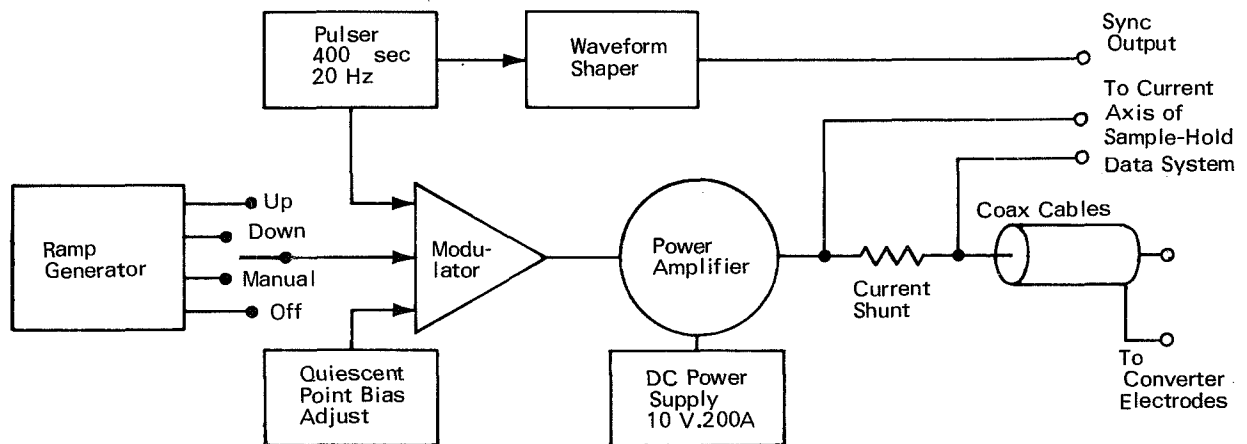 Pulser
400 sec
20 Hz
Waveform
Shaper
Sync
Output
To Current
Axis of
Sample-Hold
Data System
Ramp
Generator
Up
Down
Manual
Off
Modu-
lator
Power
Amplifier
Current
Shunt
Coax Cables
Quiescent
Point Bias
Adjust
DC Power
Supply
10 V.200A
To
Converter
Electrodes